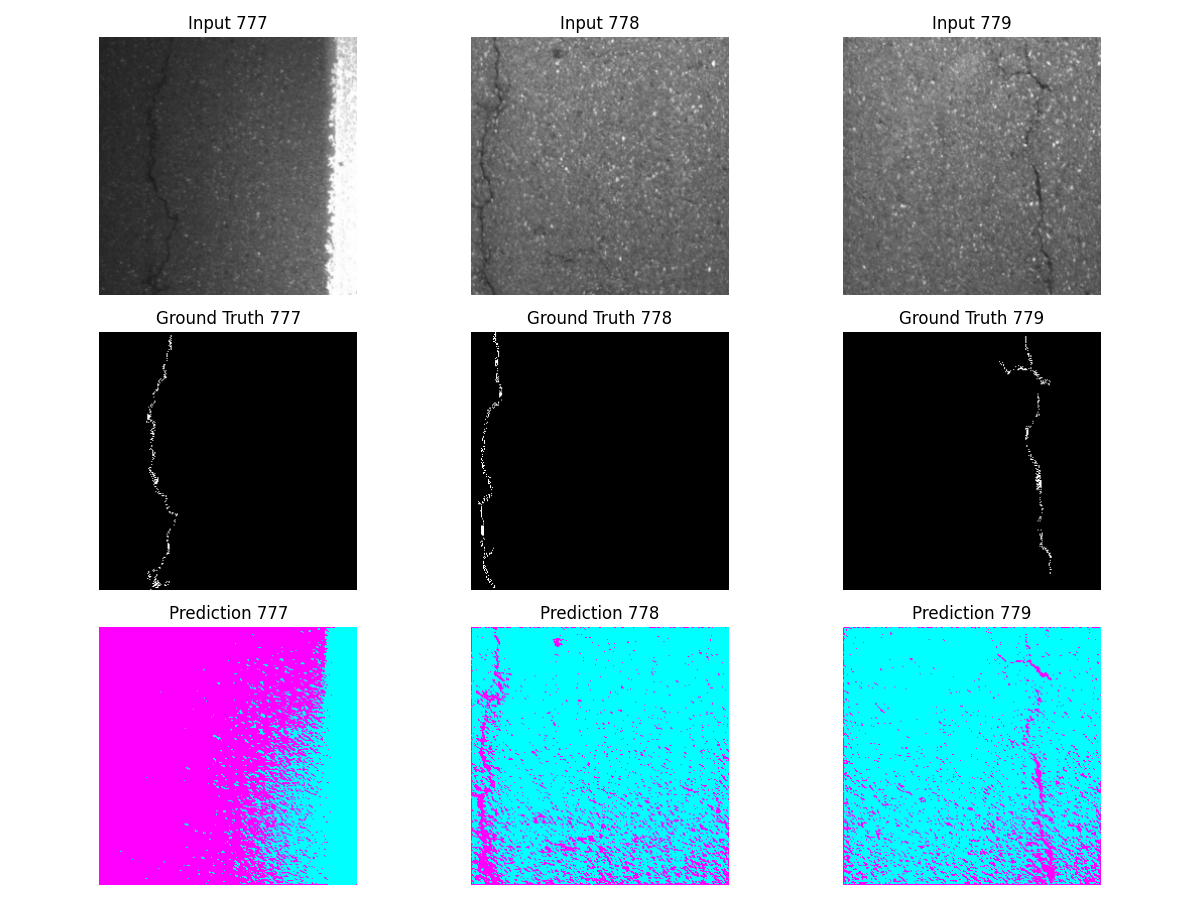 Input 777
Input 778
Input 779
Ground Truth 777
Ground Truth 778
Ground Truth 779
Prediction 777
Prediction 778
Prediction 779